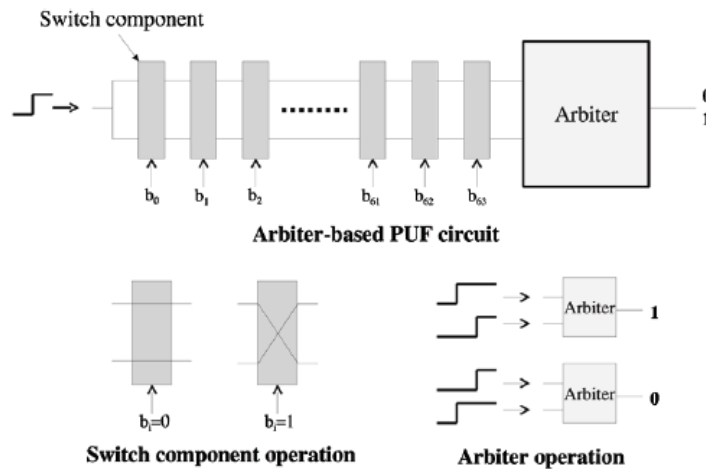 Switch component
Arbiter
1
b₀
b₁
b₂
b₆₁
b₆₂
b₆₃
Arbiter-based PUF circuit
Arbiter
1
Arbiter
0
bᵢ=0
bᵢ=1
Switch component operation
Arbiter operation